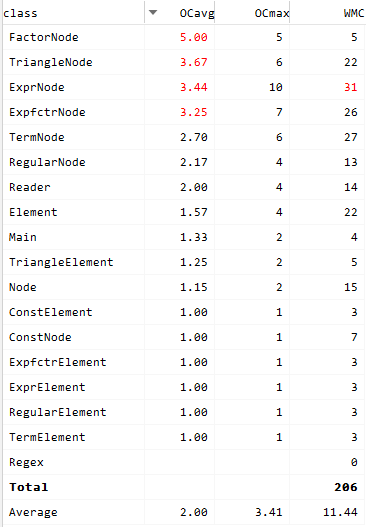 class OCavg OCmax WMC
FactorNode 5.00 5 5
TriangleNode 3.67 6 22
ExprNode 3.44 10 31
ExpfctrNode 3.25 7 26
TermNode 2.70 6 27
RegularNode 2.17 4 13
Reader 2.00 4 14
Element 1.57 4 22
Main 1.33 2 4
TriangleElement 1.25 2 5
Node 1.15 2 15
ConstElement 1.00 1 3
ConstNode 1.00 1 7
ExpfctrElement 1.00 1 3
ExprElement 1.00 1 3
RegularElement 1.00 1 3
TermElement 1.00 1 3
Regex 0
Total 206
Average 2.00 3.41 11.44